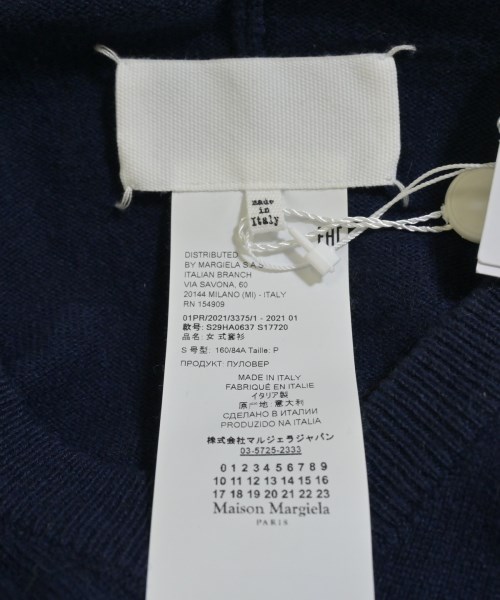 made
in
Italy
DISTRIBUTED
BY MARGIELA S.A.S
ITALIAN BRANCH
VIA SAVONA, 60
20144 MILANO (MI) - ITALY
RN 154909
01PR/2021/3375/1 - 2021 01
款号: S29HA0637 S17720
品名: 女式套衫
S 号型: 160/84A Taille: P
ПРОДУКТ: ПУЛОВЕР
MADE IN ITALY
FABRIQUÉ EN ITALIE
イタリア製
原产地: 意大利
СДЕЛАНО В ИТАЛИИ
PRODUZIDO NA ITALIA
株式会社マルジェラジャパン
03-5725-2333
0 1 2 3 4 5 6 7 8 9
10 11 12 13 14 15 16
17 18 19 20 21 22 23
Maison Margiela
PARIS